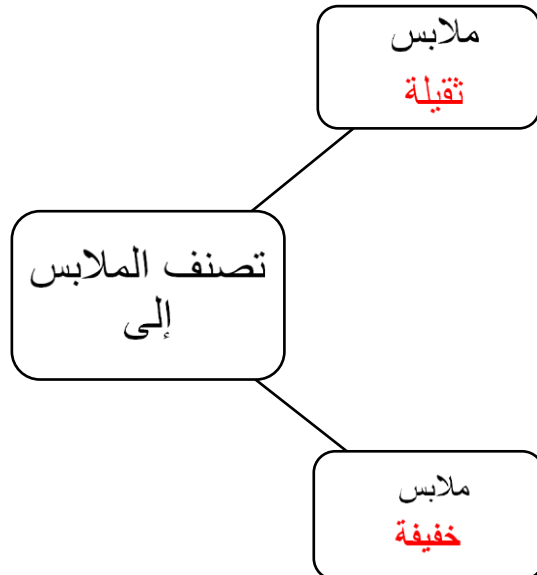 ملابس
ثقيلة
تصنف الملابس
إلى
ملابس
خفيفة